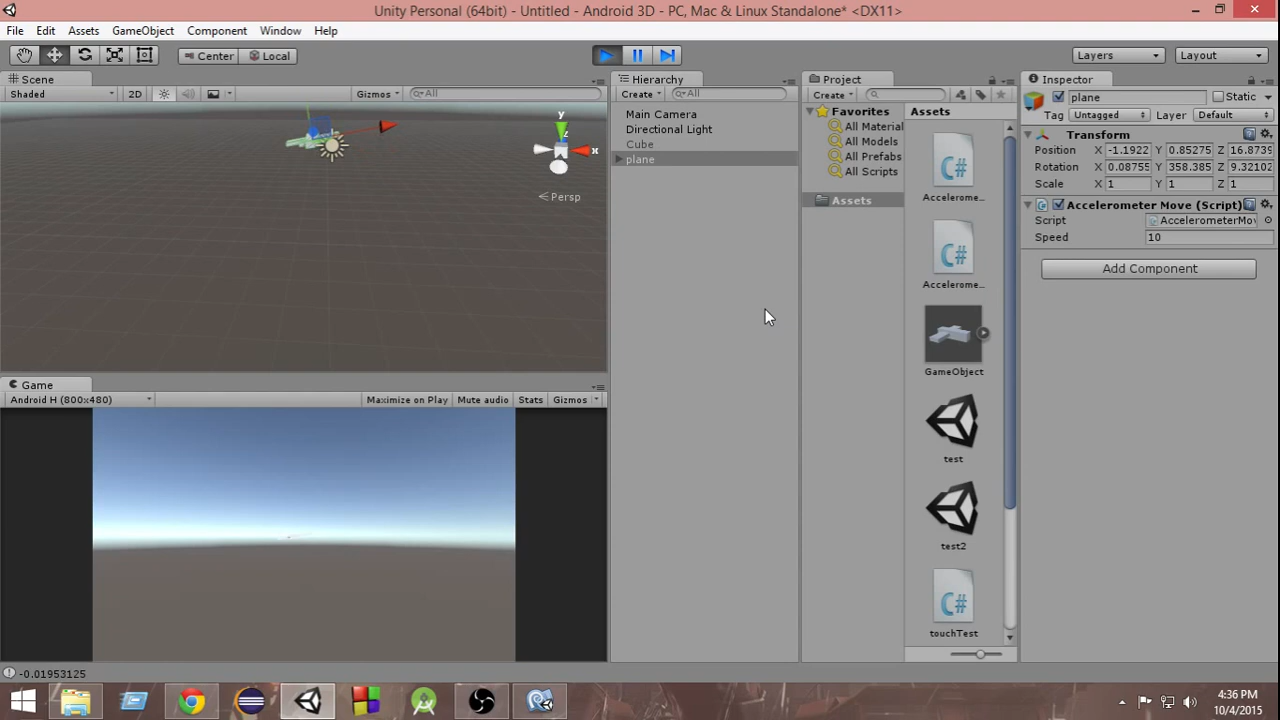 Unity Personal (64bit) - Untitled - Android 3D - PC, Mac & Linux Standalone* <DX11>
File Edit Assets GameObject Component Window Help
Center Local Layers Layout
Scene
Shaded 2D Gizmos All
y
x
z
Persp
Game
Android H (800x480) Maximize on Play Mute audio Stats Gizmos
Hierarchy
Create All
Main Camera
Directional Light
Cube
plane
Project
Create
Favorites
All Material
All Models
All Prefabs
All Scripts
Assets
Assets
C#
Accelerome..
C#
Accelerome..
GameObject
test
test2
C#
touchTest
Inspector
plane Static
Tag Untagged Layer Default
Transform
Position X -1.1922 Y 0.85275 Z 16.8739
Rotation X 0.08755 Y 358.385 Z 9.32102
Scale X 1 Y 1 Z 1
Accelerometer Move (Script)
Script AccelerometerMov
Speed 10
Add Component
-0.01953125
4:36 PM
10/4/2015